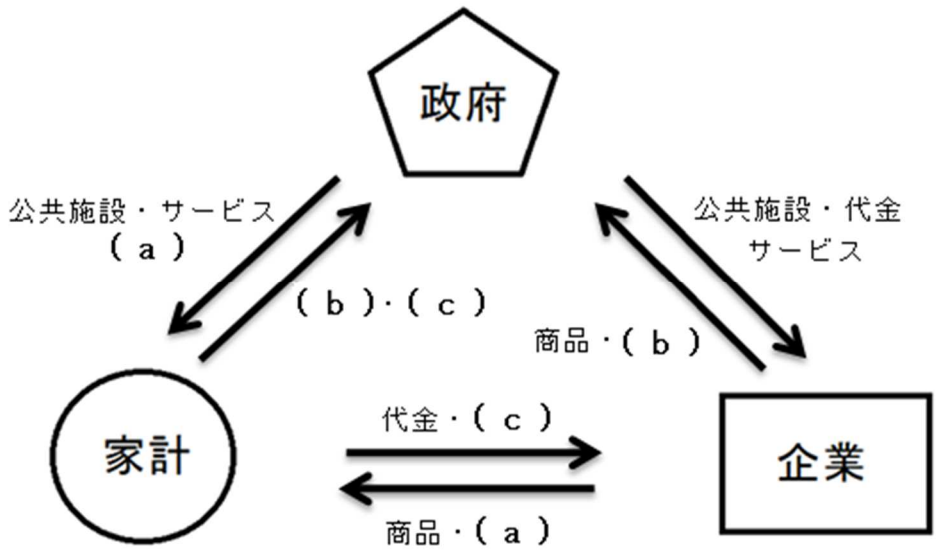 政府
公共施設・サービス
( a )
公共施設・代金
サービス
( b )・( c )
商品・( b )
代金・( c )
家計
企業
商品・( a )